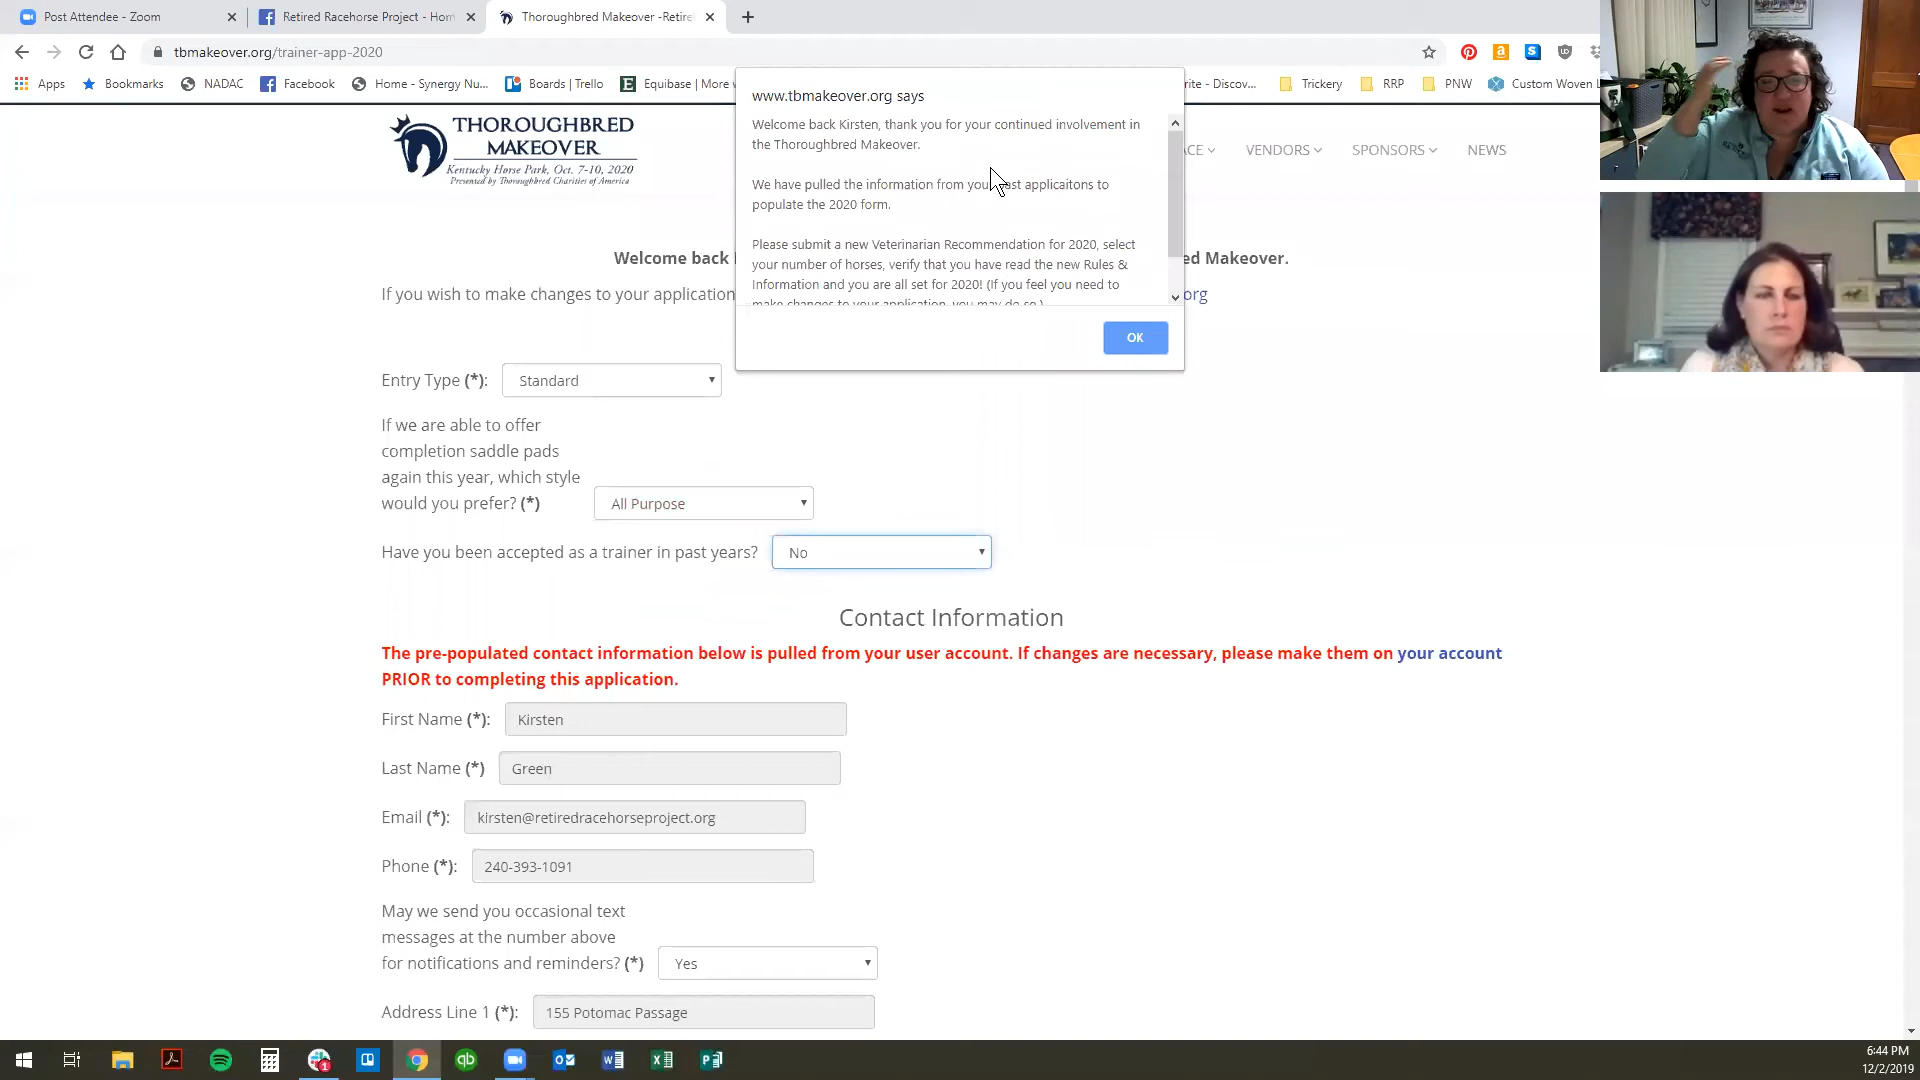 Post Attendee - Zoom
Retired Racehorse Project - Hom
Thoroughbred Makeover -Retire
tbmakeover.org/trainer-app-2020
Apps
Bookmarks
NADAC
Facebook
Home - Synergy Nu...
Boards | Trello
Equibase | More
rite - Discov...
Trickery
RRP
PNW
Custom Woven L
www.tbmakeover.org says
Welcome back Kirsten, thank you for your continued involvement in
the Thoroughbred Makeover.
We have pulled the information from your past applicaitons to
populate the 2020 form.
Please submit a new Veterinarian Recommendation for 2020, select
your number of horses, verify that you have read the new Rules &
Information and you are all set for 2020! (If you feel you need to
make changes to your application, you may do so.)
OK
THOROUGHBRED
MAKEOVER
Kentucky Horse Park, Oct. 7-10, 2020
Presented by Thoroughbred Charities of America
ACE
VENDORS
SPONSORS
NEWS
Welcome back
ed Makeover.
If you wish to make changes to your application
org
Entry Type (*): Standard
If we are able to offer
completion saddle pads
again this year, which style
would you prefer? (*) All Purpose
Have you been accepted as a trainer in past years? No
Contact Information
The pre-populated contact information below is pulled from your user account. If changes are necessary, please make them on your account
PRIOR to completing this application.
First Name (*): Kirsten
Last Name (*) Green
Email (*): kirsten@retiredracehorseproject.org
Phone (*): 240-393-1091
May we send you occasional text
messages at the number above
for notifications and reminders? (*) Yes
Address Line 1 (*): 155 Potomac Passage
6:44 PM
12/2/2019